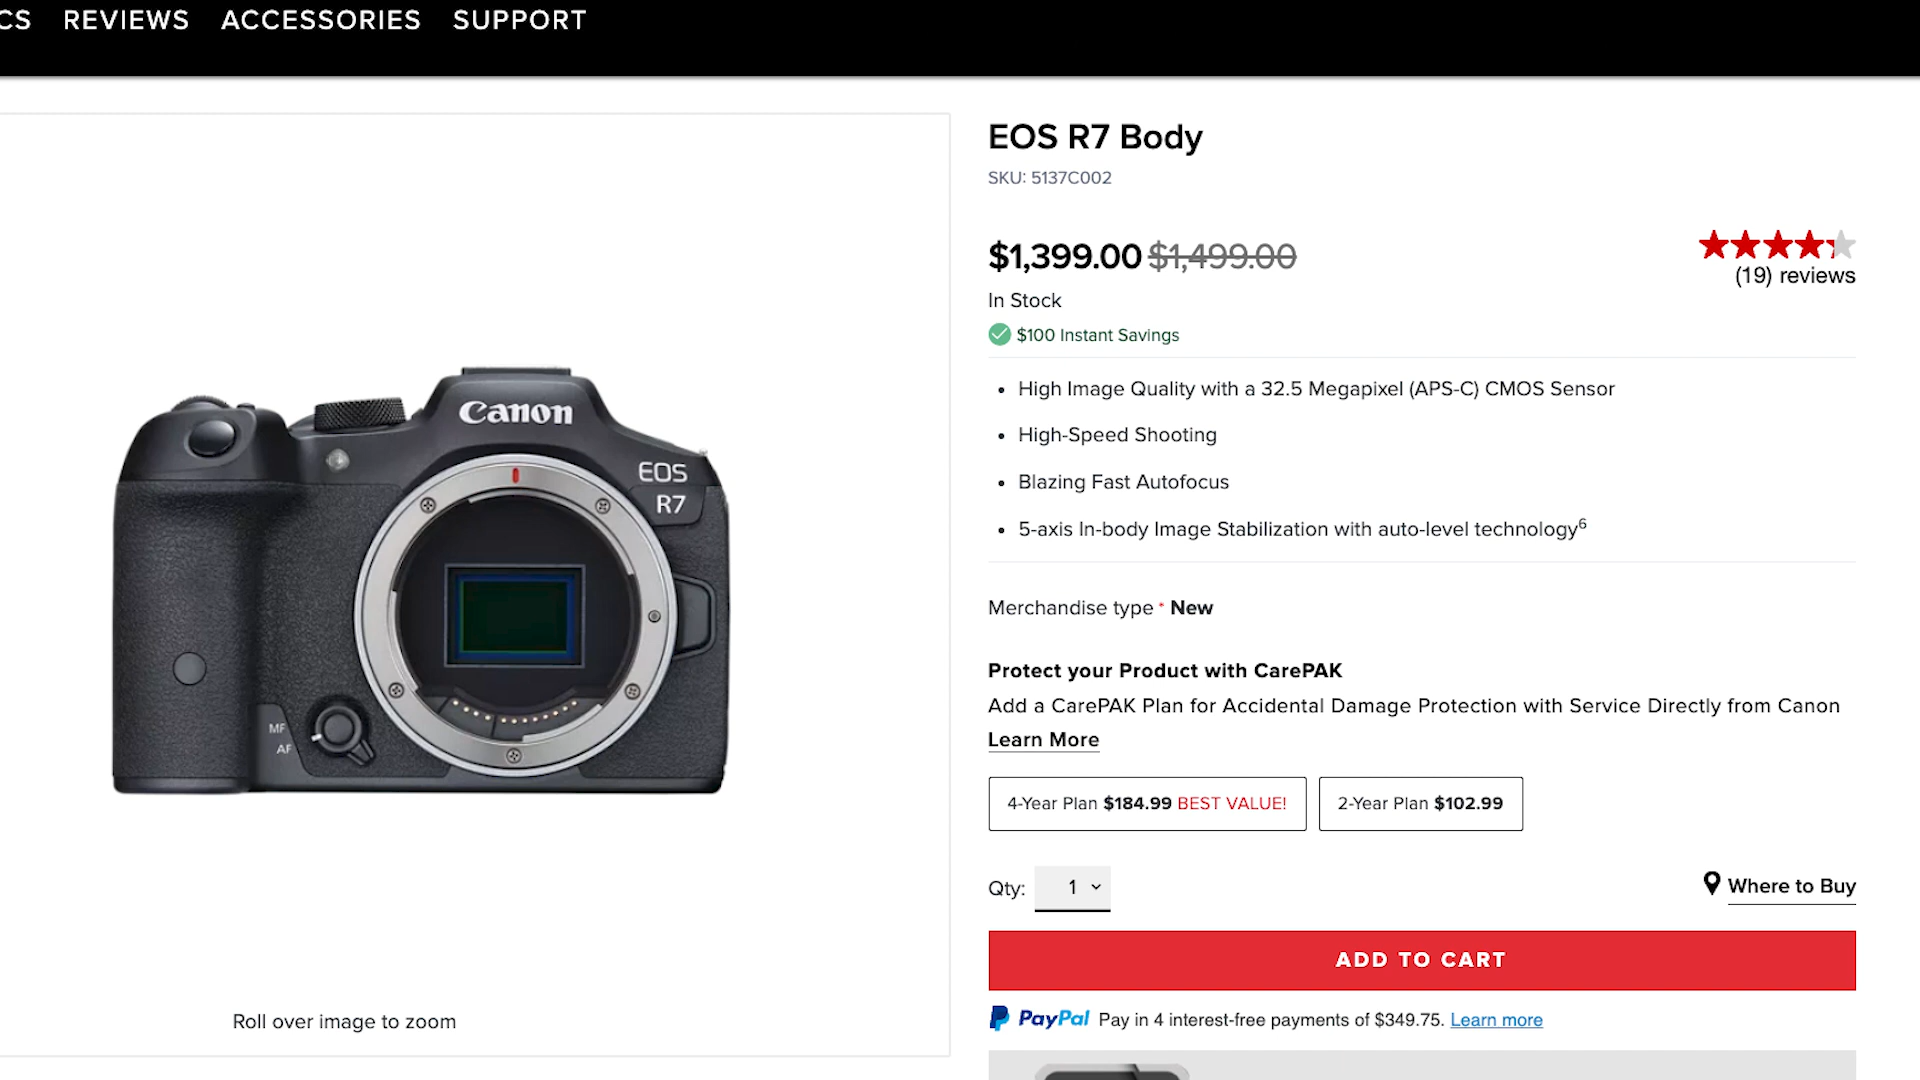 CS REVIEWS ACCESSORIES SUPPORT
EOS R7 Body
SKU: 5137C002
$1,399.00 $1,499.00
(19) reviews
In Stock
$100 Instant Savings
• High Image Quality with a 32.5 Megapixel (APS-C) CMOS Sensor
• High-Speed Shooting
• Blazing Fast Autofocus
• 5-axis In-body Image Stabilization with auto-level technology6
Canon
EOS
R7
MF
AF
Merchandise type * New
Protect your Product with CarePAK
Add a CarePAK Plan for Accidental Damage Protection with Service Directly from Canon
Learn More
4-Year Plan $184.99 BEST VALUE! 2-Year Plan $102.99
Qty: 1
Where to Buy
ADD TO CART
PayPal Pay in 4 interest-free payments of $349.75. Learn more
Roll over image to zoom